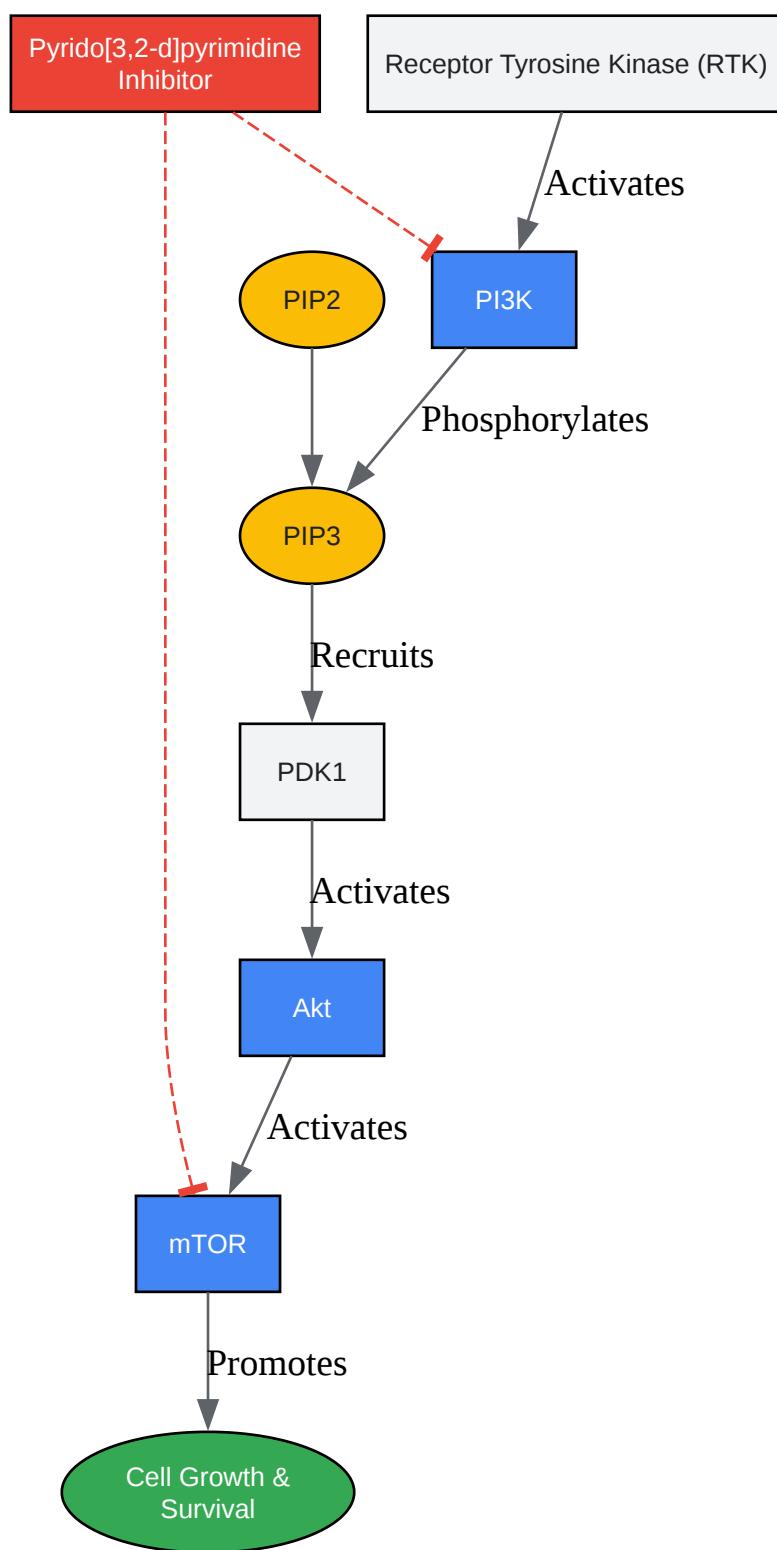 Pyrido[3,2-d]pyrimidine
Inhibitor
Receptor Tyrosine Kinase (RTK)
Activates
PIP2
PI3K
Phosphorylates
PIP3
Recruits
PDK1
Activates
Akt
Activates
mTOR
Promotes
Cell Growth &
Survival